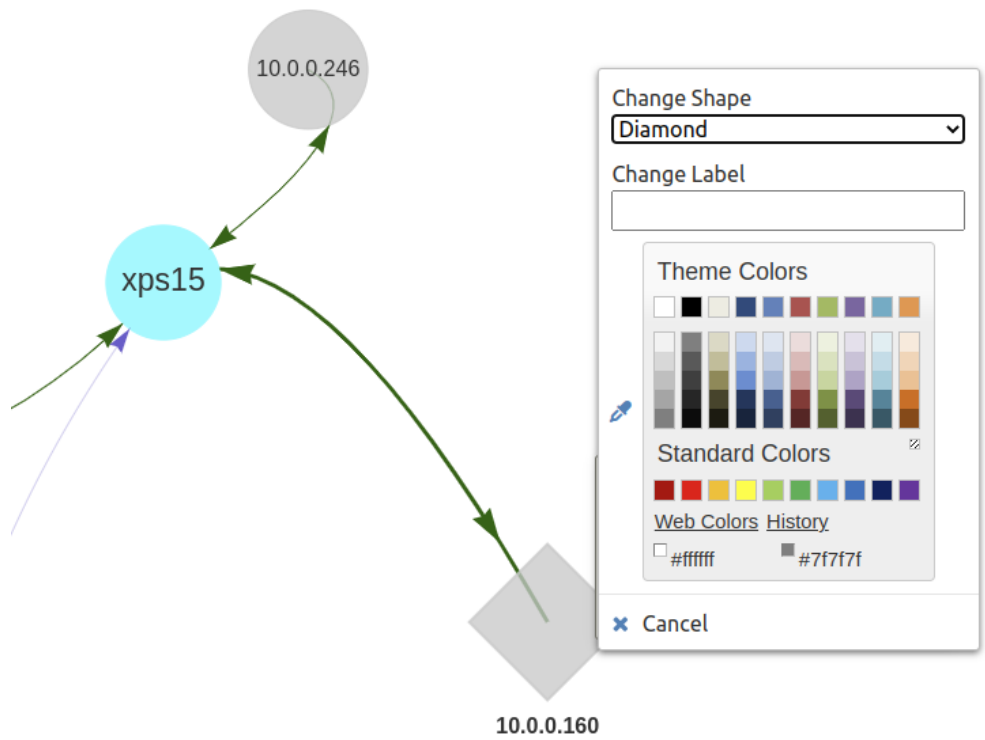 10.0.0.246
xps15
10.0.0.160
Change Shape
Diamond
Change Label
Theme Colors
Standard Colors
Web Colors History
#ffffff #7f7f7f
Cancel